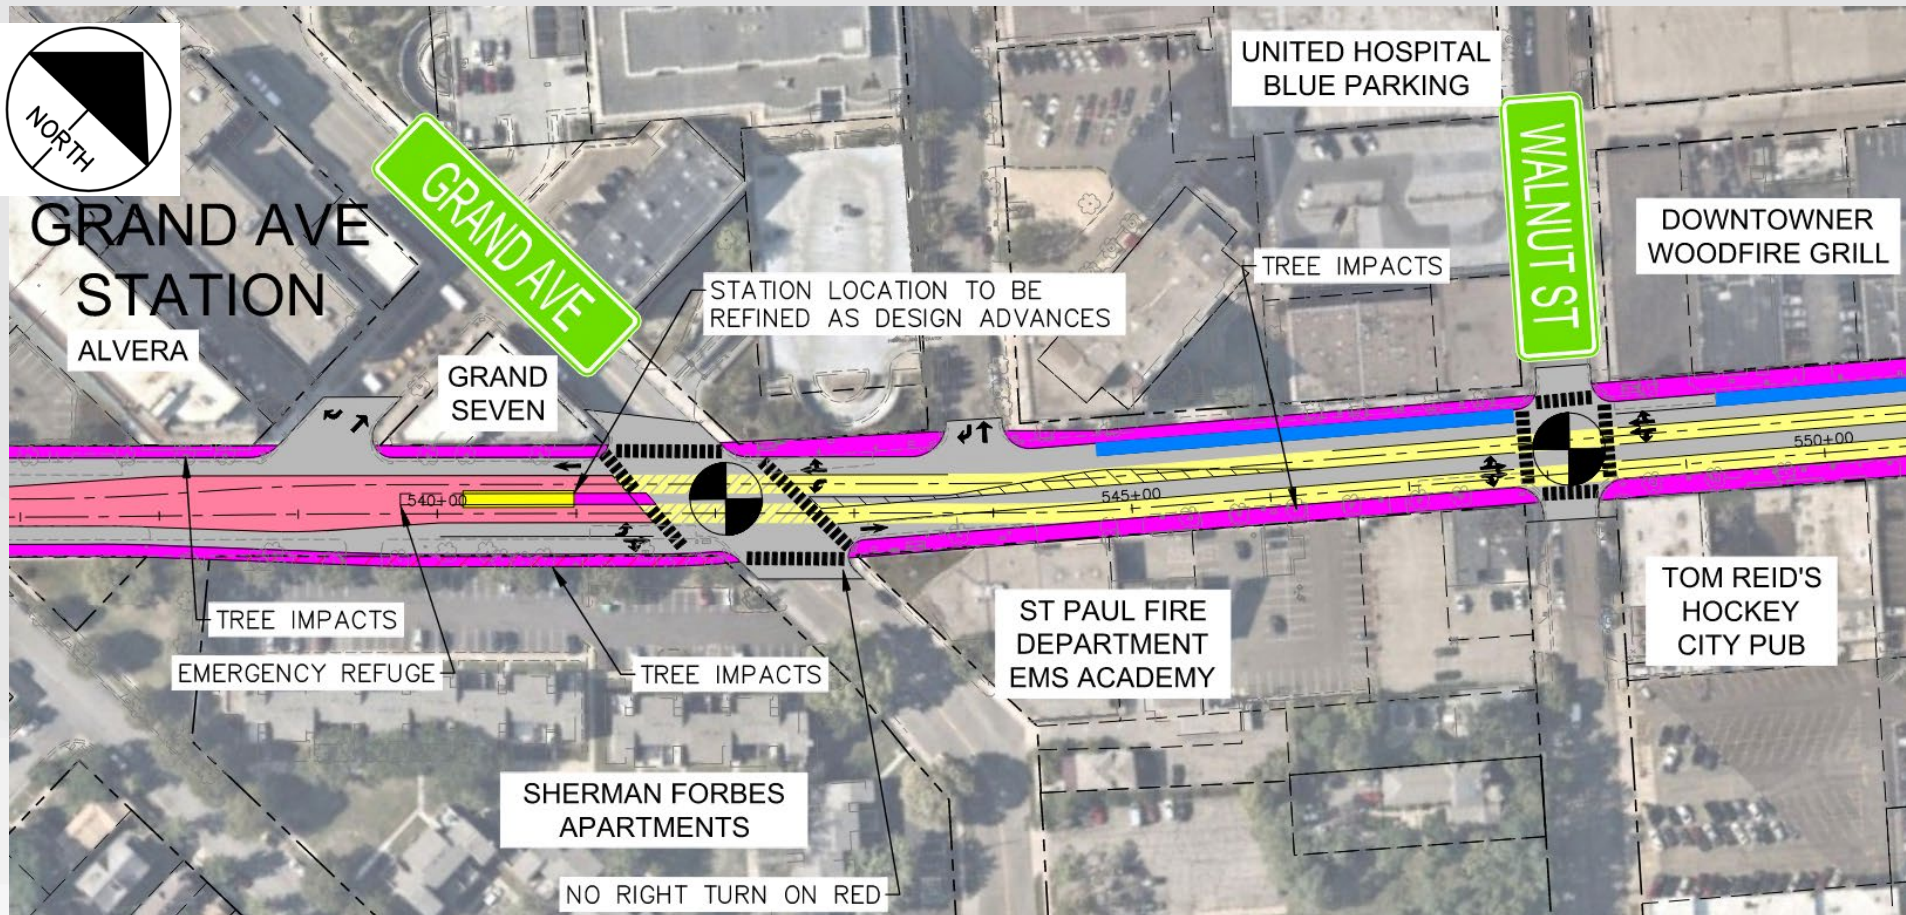 NORTH
GRAND AVE
STATION
ALVERA
GRAND AVE
GRAND
SEVEN
STATION LOCATION TO BE
REFINED AS DESIGN ADVANCES
UNITED HOSPITAL
BLUE PARKING
TREE IMPACTS
WALNUT ST
DOWNTOWNER
WOODFIRE GRILL
540+00
545+00
550+00
TREE IMPACTS
EMERGENCY REFUGE
TREE IMPACTS
ST PAUL FIRE
DEPARTMENT
EMS ACADEMY
TOM REID'S
HOCKEY
CITY PUB
SHERMAN FORBES
APARTMENTS
NO RIGHT TURN ON RED